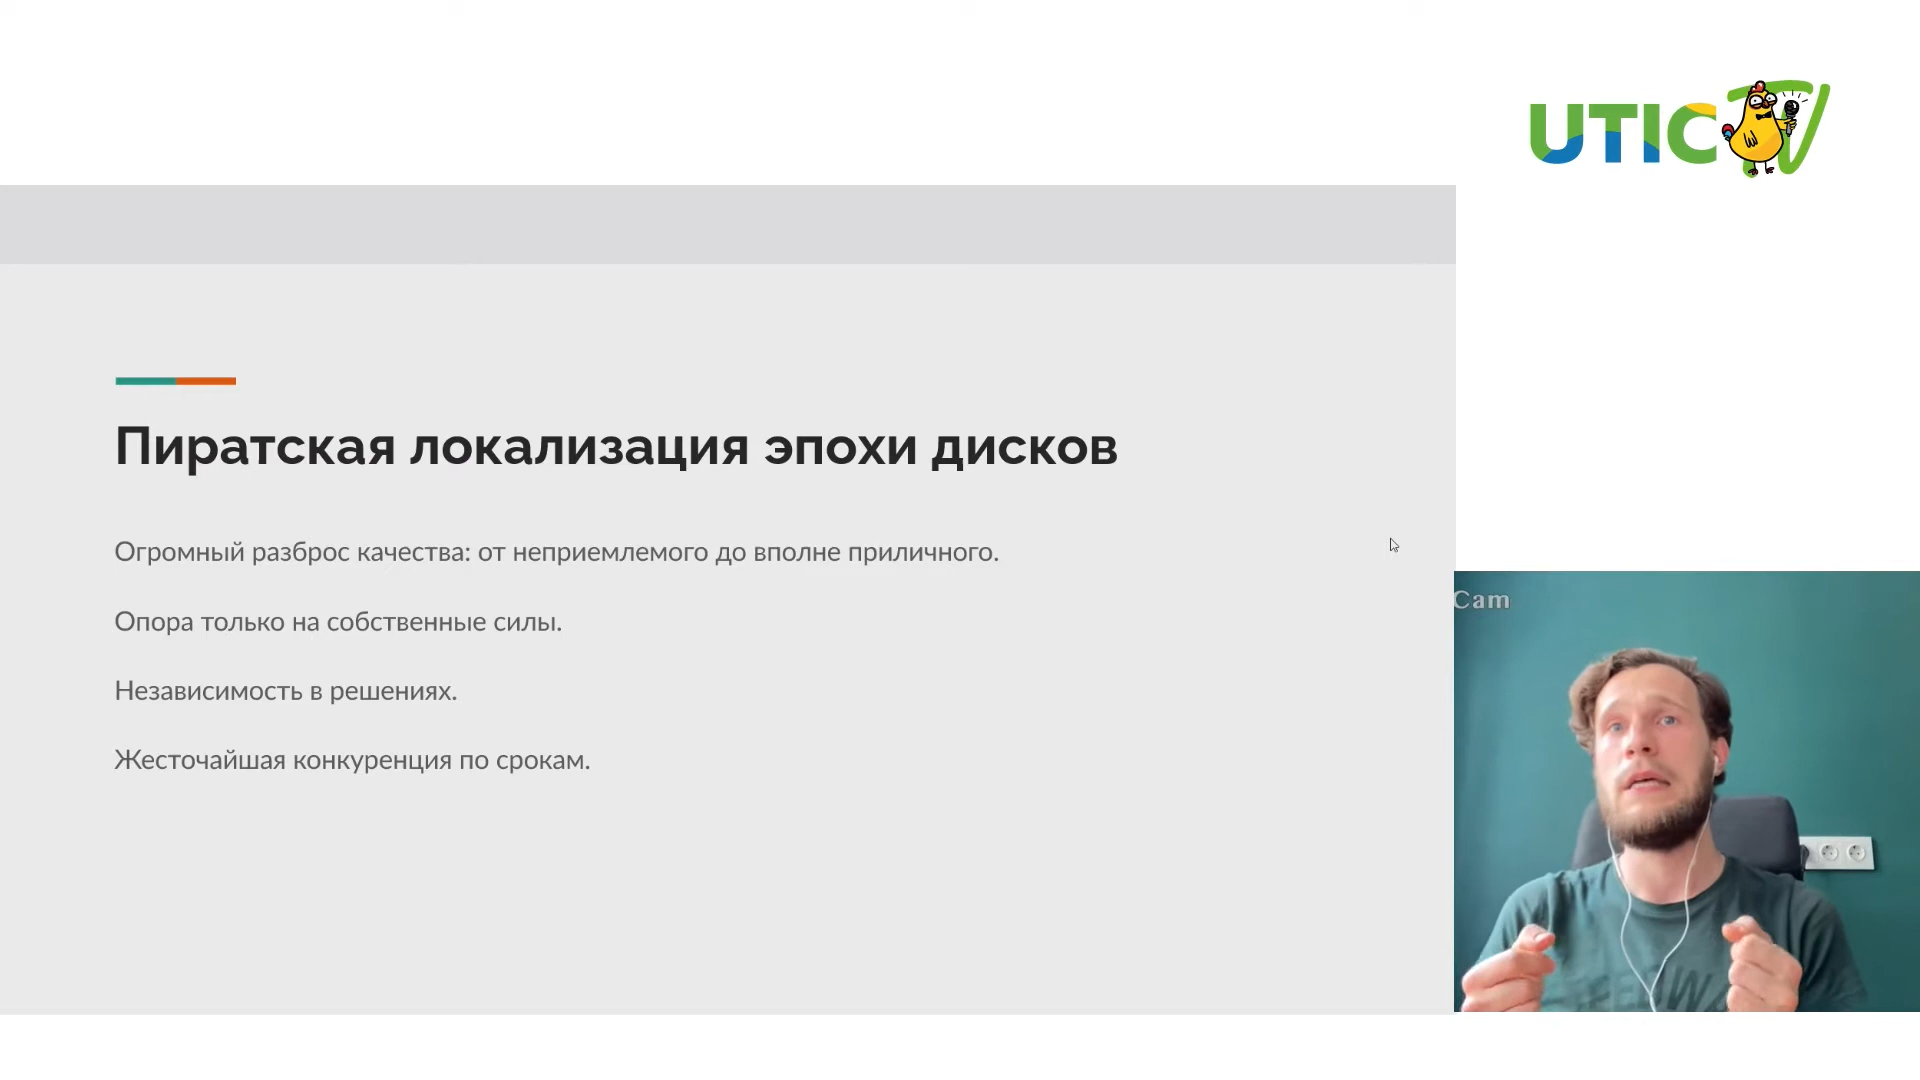 UTIC TV
Пиратская локализация эпохи дисков
Огромный разброс качества: от неприемлемого до вполне приличного.
Опора только на собственные силы.
Независимость в решениях.
Жесточайшая конкуренция по срокам.
Cam